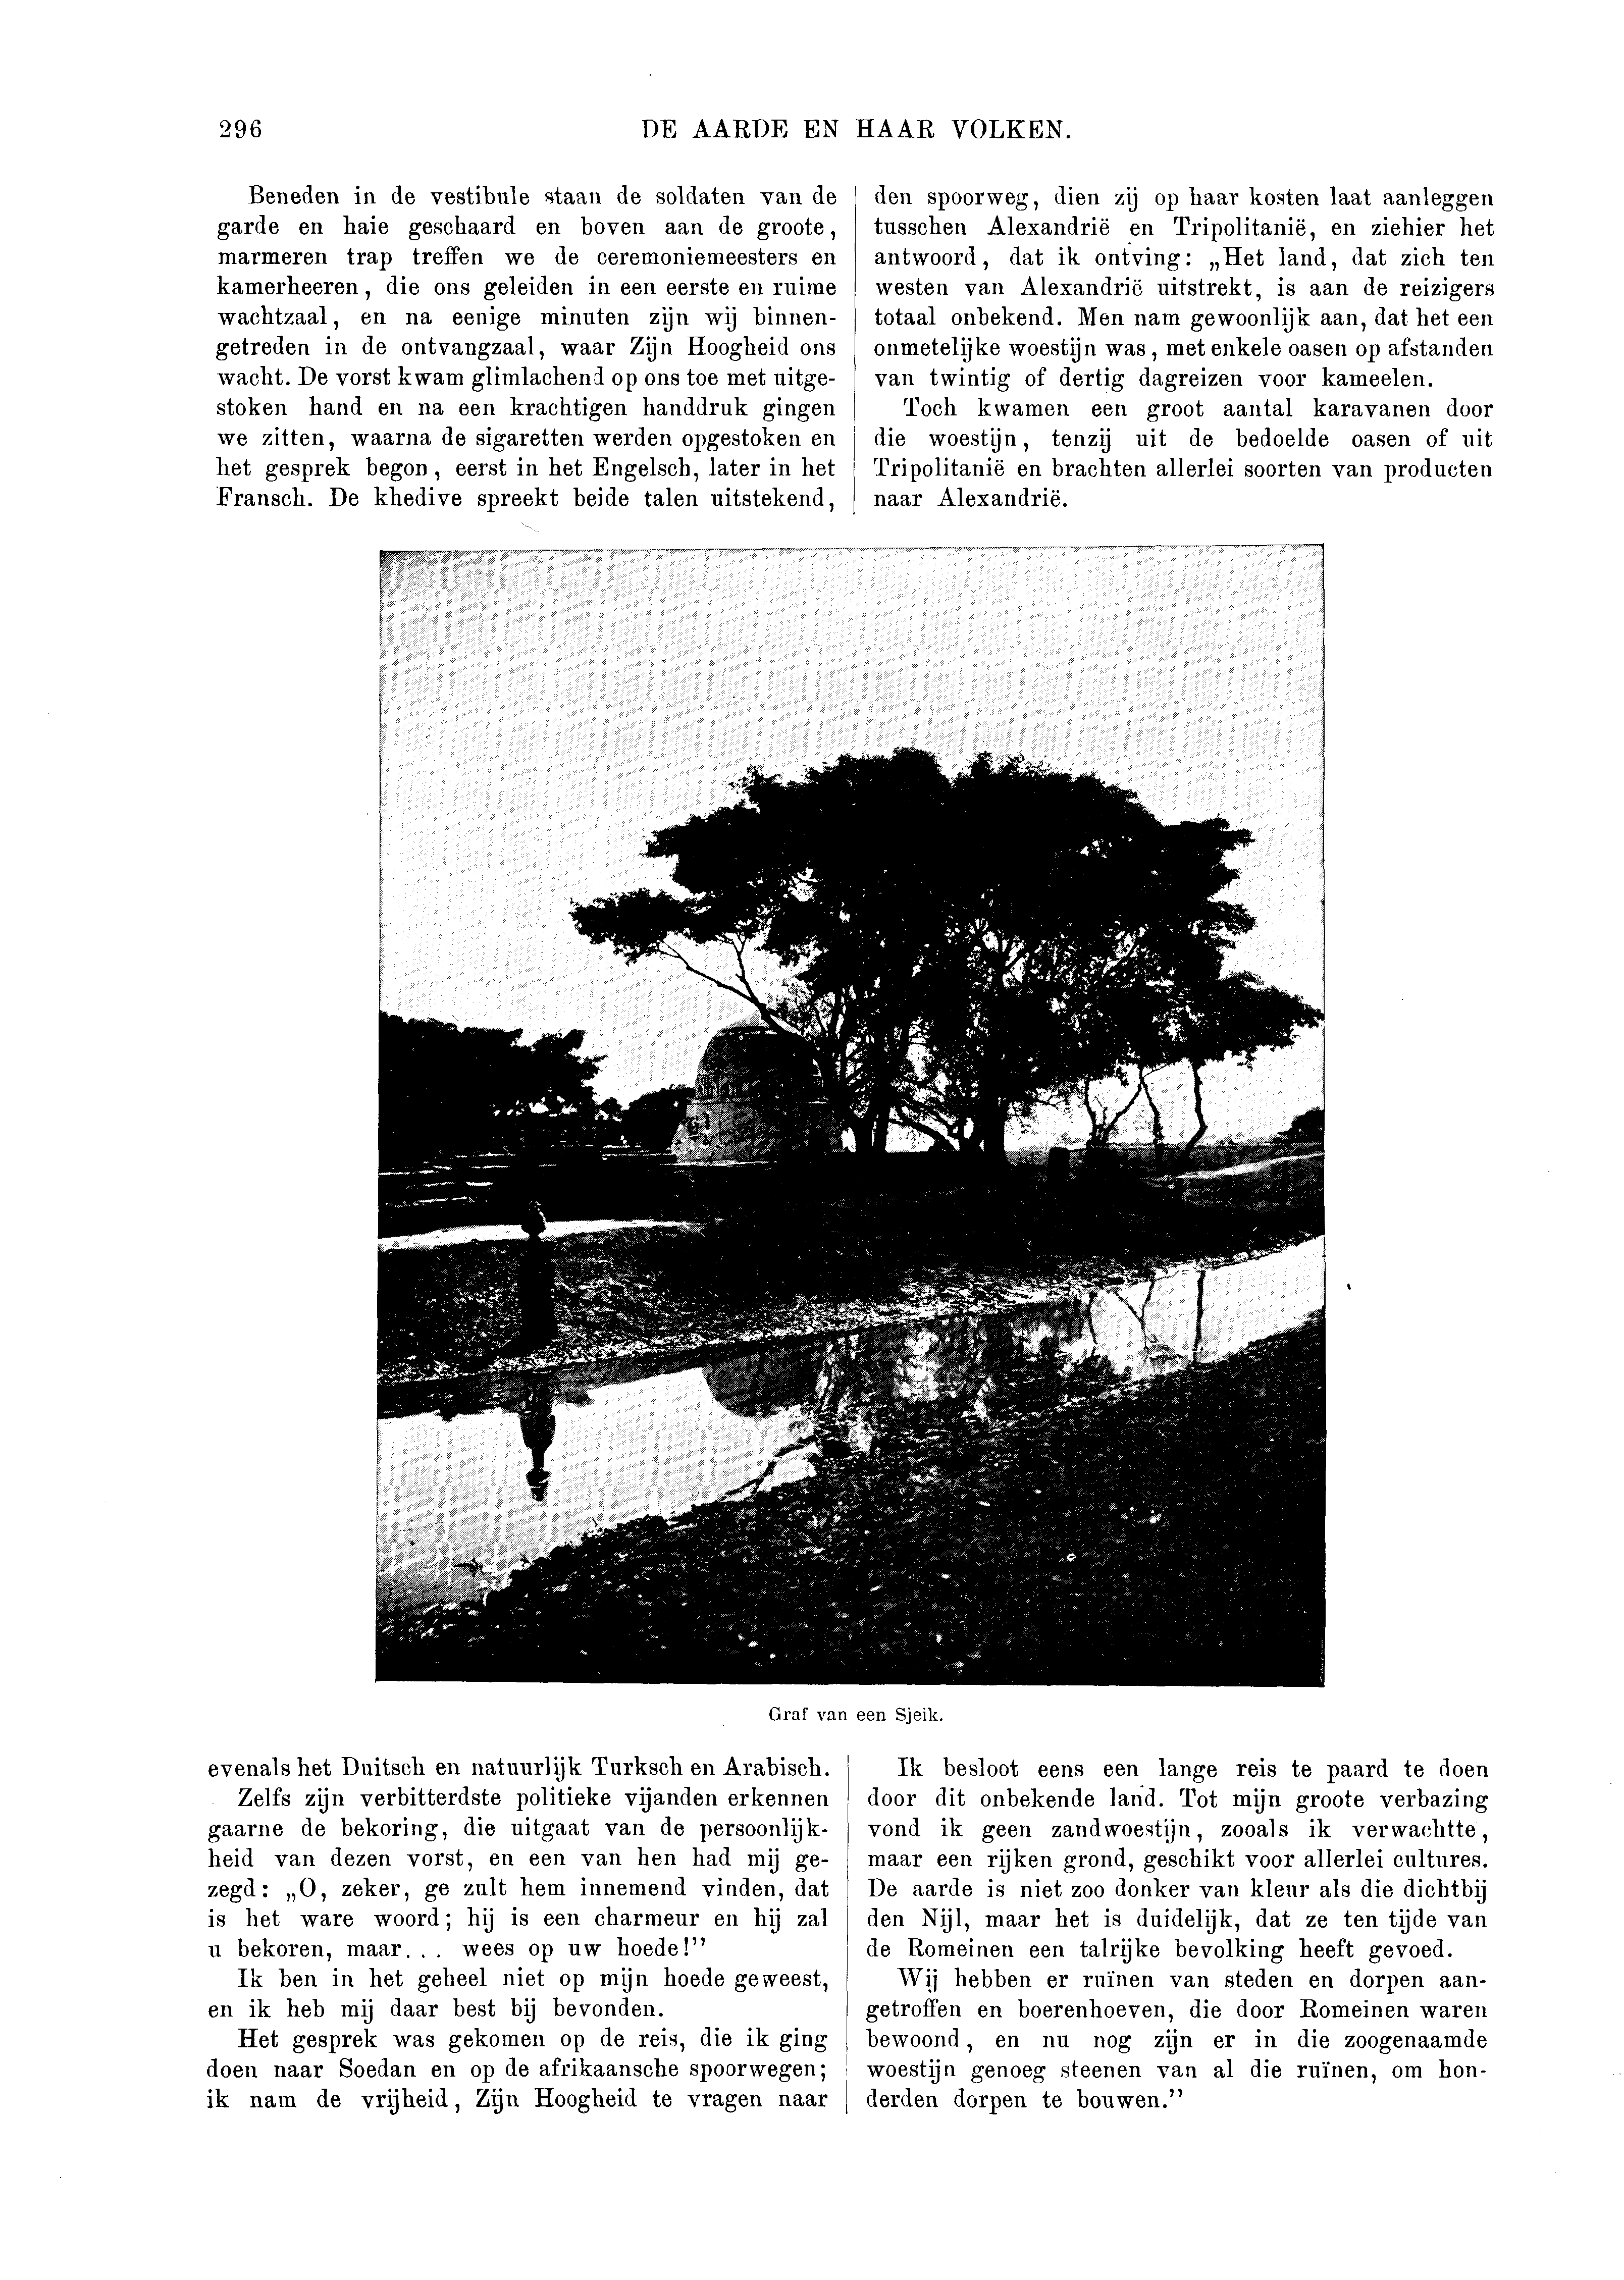 296
DE AARDE EN HAAR VOLKEN.
Beneden in de vestibule staan de soldaten van de
garde en haie geschaard en boven aan de groote,
marmeren trap treffen we de ceremoniemeesters en
kamerheeren, die ons geleiden in een eerste en ruime
wachtzaal, en na eenige minuten zijn wij binnen-
getreden in de ontvangzaal, waar Zijn Hoogheid ons
wacht. De vorst kwam glimlachend op ons toe met uitge-
stoken hand en na een krachtigen handdruk gingen
we zitten, waarna de sigaretten werden opgestoken en
het gesprek begon, eerst in het Engelsch, later in het
Fransch. De khedive spreekt beide talen uitstekend,
evenals het Duitsch en natuurlijk Turksch en Arabisch.
Zelfs zijn verbitterdste politieke vijanden erkennen
gaarne de bekoring, die uitgaat van de persoonlijk-
heid van dezen vorst, en een van hen had mij ge-
zegd: „O, zeker, ge zult hem innemend vinden, dat
is het ware woord; hij is een charmeur en hij zal
u bekoren, maar... wees op uw hoede!”
Ik ben in het geheel niet op mijn hoede geweest,
en ik heb mij daar best bij bevonden.
Het gesprek was gekomen op de reis, die ik ging
doen naar Soedan en op de afrikaansche spoorwegen;
ik nam de vrijheid, Zijn Hoogheid te vragen naar
den spoorweg, dien zij op haar kosten laat aanleggen
tusschen Alexandrië en Tripolitanië, en ziehier het
antwoord, dat ik ontving: „Het land, dat zich ten
westen van Alexandrië uitstrekt, is aan de reizigers
totaal onbekend. Men nam gewoonlijk aan, dat het een
onmetelijke woestijn was, met enkele oasen op afstanden
van twintig of dertig dagreizen voor kameelen.
Toch kwamen een groot aantal karavanen door
die woestijn, tenzij uit de bedoelde oasen of uit
Tripolitanië en brachten allerlei soorten van producten
naar Alexandrië.
Ik besloot eens een lange reis te paard te doen
door dit onbekende land. Tot mijn groote verbazing
vond ik geen zandwoestijn, zooals ik verwachtte,
maar een rijken grond, geschikt voor allerlei cultures.
De aarde is niet zoo donker van kleur als die dichtbij
den Nijl, maar het is duidelijk, dat ze ten tijde van
de Romeinen een talrijke bevolking heeft gevoed.
Wij hebben er ruïnen van steden en dorpen aan-
getroffen en boerenhoeven, die door Romeinen waren
bewoond, en nu nog zijn er in die zoogenaamde
woestijn genoeg steenen van al die ruïnen, om hon-
derden dorpen te bouwen.”
Graf van een Sjeik.